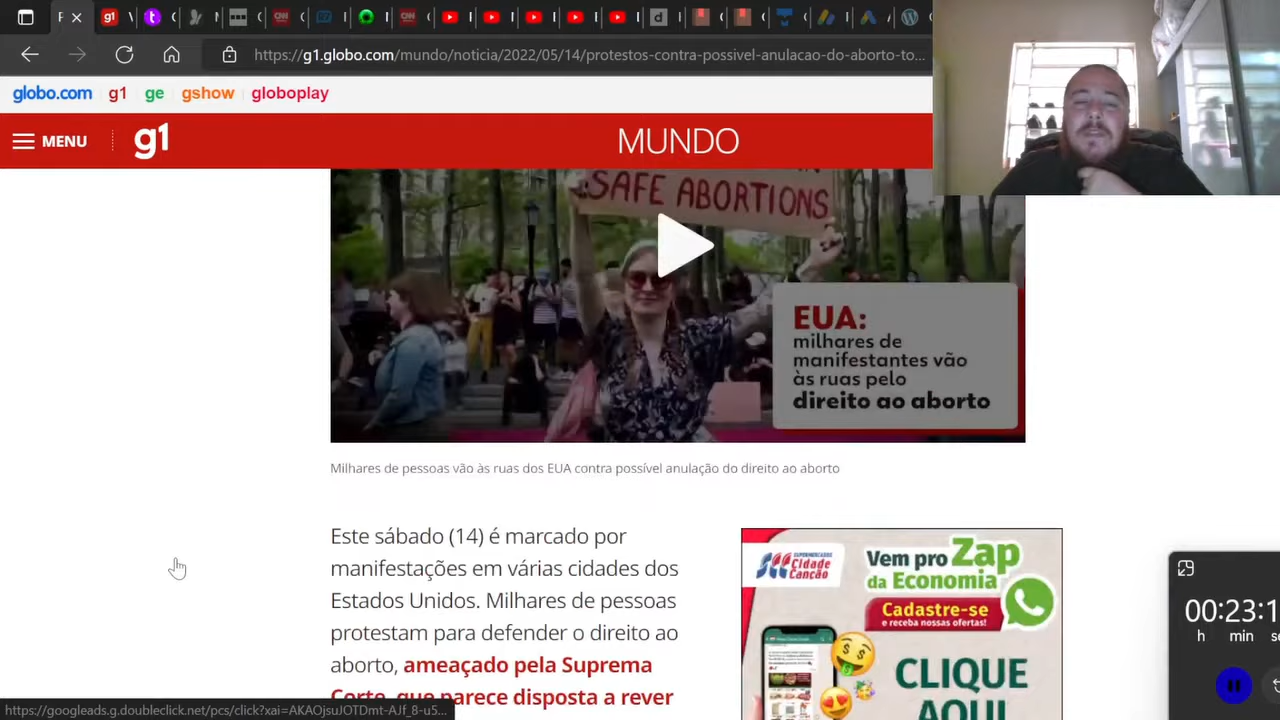 https://g1.globo.com/mundo/noticia/2022/05/14/protestos-contra-possivel-anulacao-do-aborto-to...
globo.com g1 ge gshow globoplay
MENU g1 MUNDO
SAFE ABORTIONS
EUA:
milhares de
manifestantes vão
às ruas pelo
direito ao aborto
Milhares de pessoas vão às ruas dos EUA contra possível anulação do direito ao aborto
Este sábado (14) é marcado por
manifestações em várias cidades dos
Estados Unidos. Milhares de pessoas
protestam para defender o direito ao
aborto, ameaçado pela Suprema
Corte, que parece disposta a rever
SUPERMERCADOS
Cidade
Canção
Vem pro Zap
da Economia
Cadastre-se
e receba nossas ofertas!
CLIQUE
AQUI
00:23:1
h min
https://googleads.g.doubleclick.net/pcs/click?xai=AKAOjsuJOTDmt-AJf_8-u5...